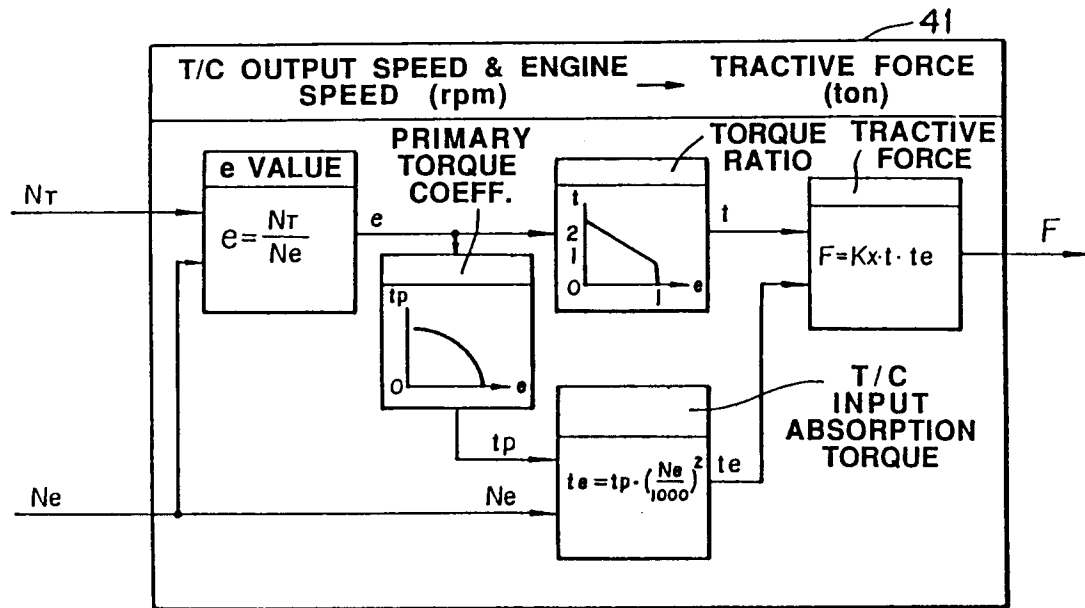 41
T/C OUTPUT SPEED & ENGINE SPEED (rpm) → TRACTIVE FORCE (ton)
e VALUE
e = NT/Ne
NT
Ne
PRIMARY
TORQUE
COEFF.
e
tp
0
e
TORQUE
RATIO
t
2
1
0
1
e
TRACTIVE
FORCE
t
F=Kx·t·te
F
T/C
INPUT
ABSORPTION
TORQUE
tp
Ne
te=tp·(Ne/1000)²
te